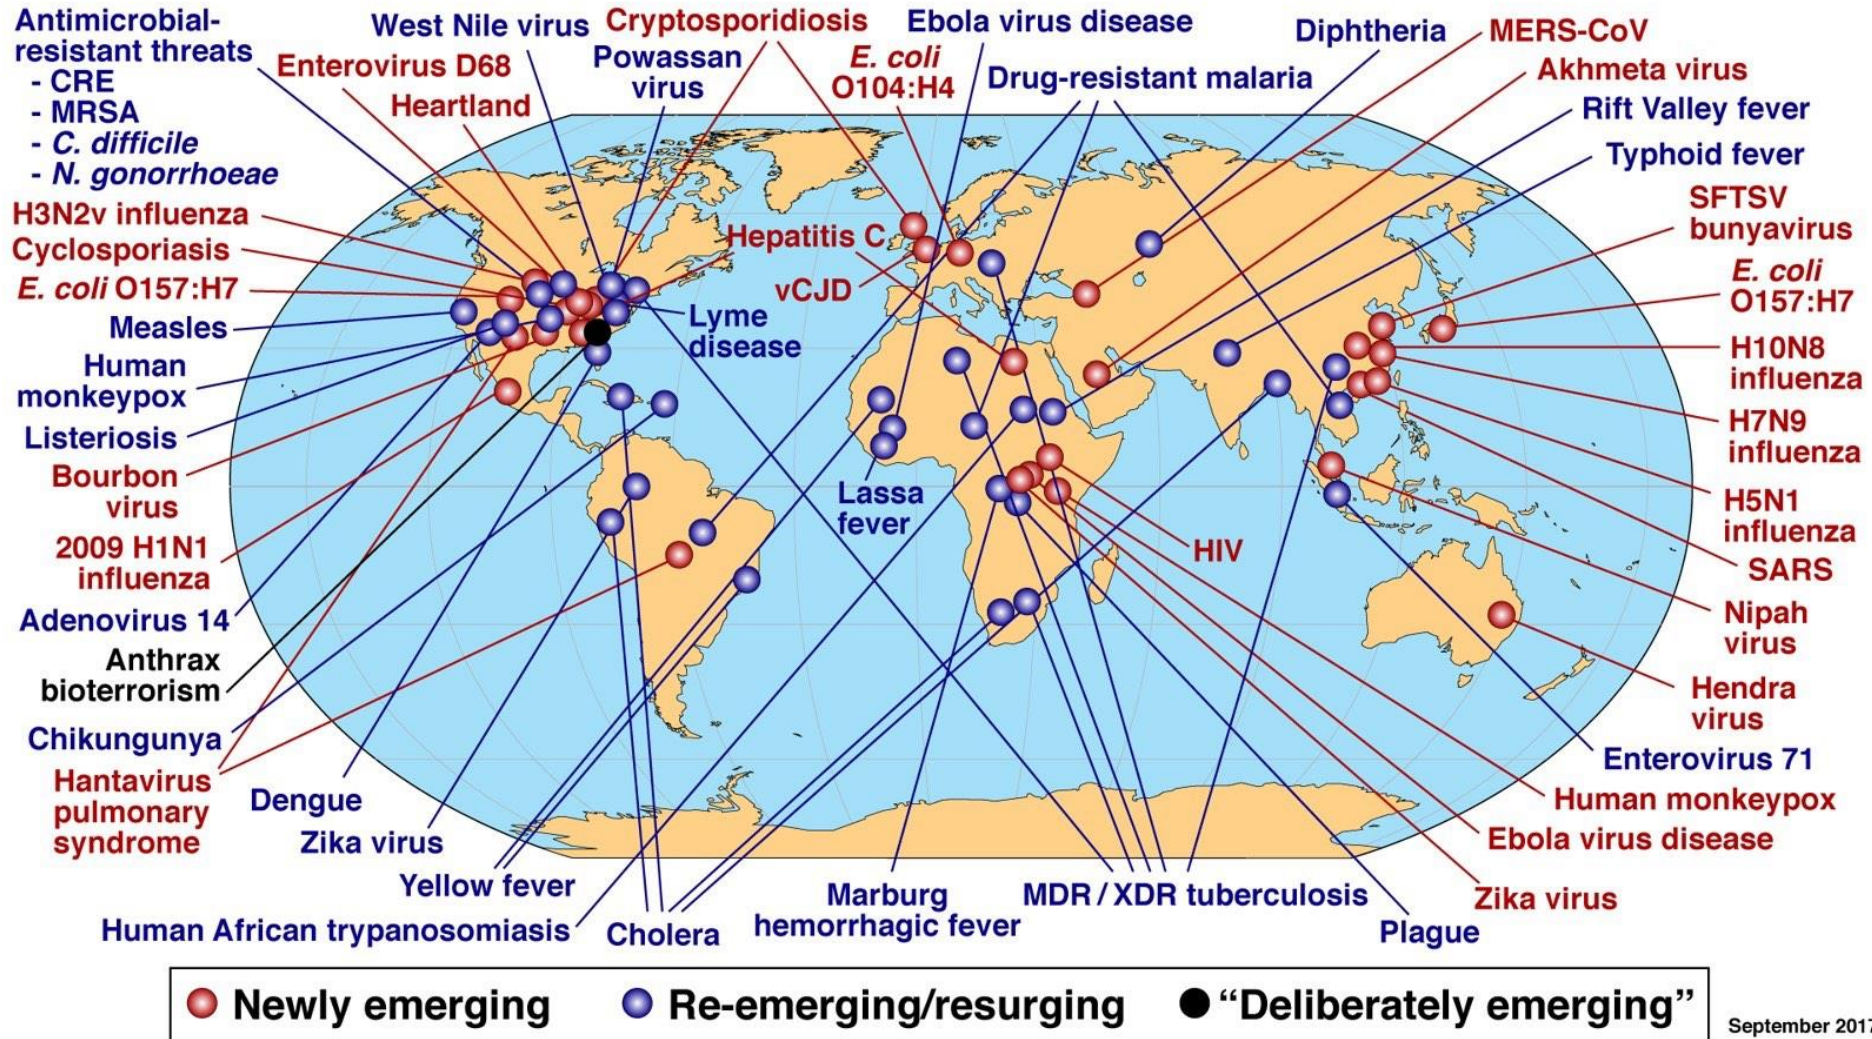 Antimicrobial-
resistant threats
- CRE
- MRSA
- C. difficile
- N. gonorrhoeae
West Nile virus
Cryptosporidiosis
Ebola virus disease
Diphtheria
MERS-CoV
Enterovirus D68
Powassan
virus
E. coli
O104:H4
Drug-resistant malaria
Akhmeta virus
Heartland
Rift Valley fever
Typhoid fever
H3N2v influenza
Cyclosporiasis
E. coli O157:H7
Measles
Human
monkeypox
Listeriosis
Bourbon
virus
2009 H1N1
influenza
Adenovirus 14
Anthrax
bioterrorism
Chikungunya
Hantavirus
pulmonary
syndrome
Hepatitis C
vCJD
Lyme
disease
Lassa
fever
HIV
SFTSV
bunyavirus
E. coli
O157:H7
H10N8
influenza
H7N9
influenza
H5N1
influenza
SARS
Nipah
virus
Hendra
virus
Enterovirus 71
Human monkeypox
Ebola virus disease
Zika virus
Plague
Dengue
Zika virus
Yellow fever
Human African trypanosomiasis
Cholera
Marburg
hemorrhagic fever
MDR / XDR tuberculosis
Newly emerging
Re-emerging/resurging
“Deliberately emerging”
September 2017